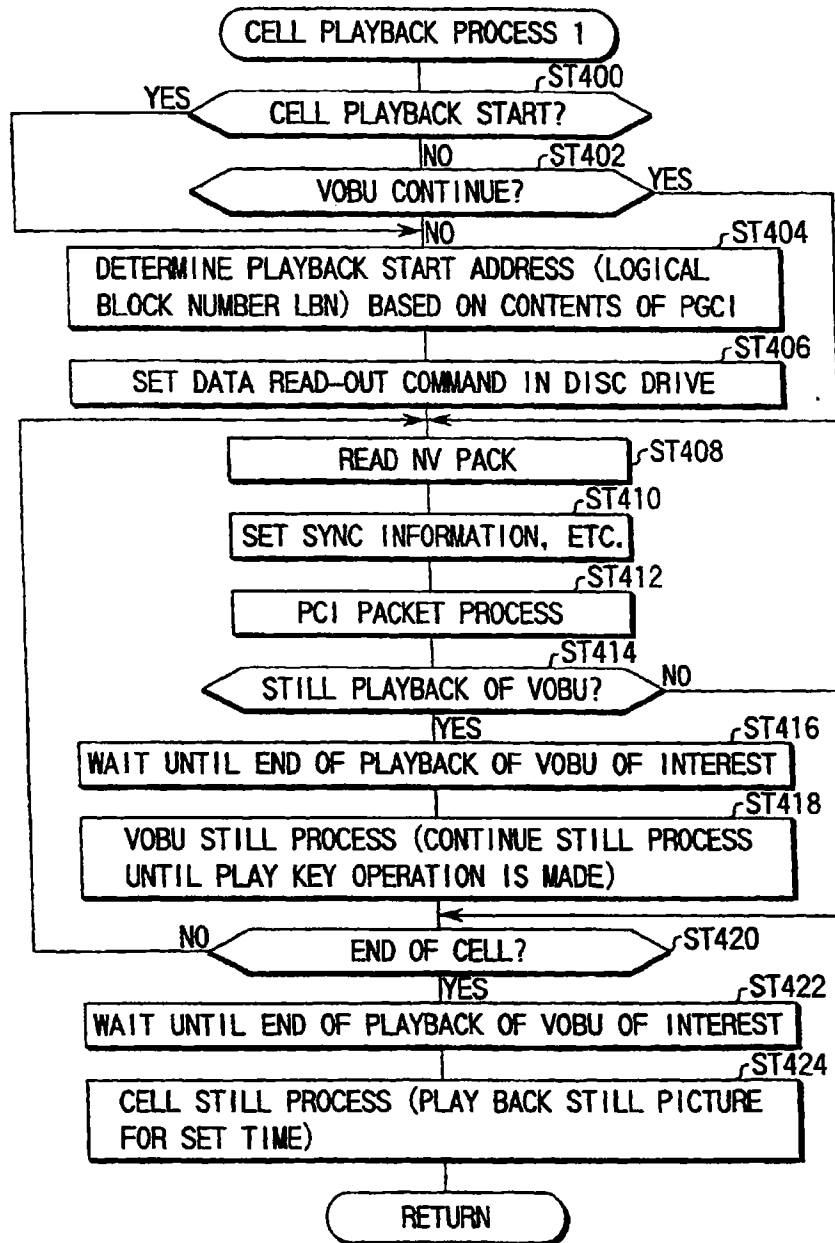 CELL PLAYBACK PROCESS 1
ST400
YES
CELL PLAYBACK START?
NO
ST402
VOBU CONTINUE?
YES
NO
ST404
DETERMINE PLAYBACK START ADDRESS (LOGICAL
BLOCK NUMBER LBN) BASED ON CONTENTS OF PGCI
ST406
SET DATA READ-OUT COMMAND IN DISC DRIVE
READ NV PACK
ST408
ST410
SET SYNC INFORMATION, ETC.
ST412
PCI PACKET PROCESS
ST414
STILL PLAYBACK OF VOBU?
NO
YES
ST416
WAIT UNTIL END OF PLAYBACK OF VOBU OF INTEREST
ST418
VOBU STILL PROCESS (CONTINUE STILL PROCESS
UNTIL PLAY KEY OPERATION IS MADE)
NO
END OF CELL?
ST420
YES
ST422
WAIT UNTIL END OF PLAYBACK OF VOBU OF INTEREST
ST424
CELL STILL PROCESS (PLAY BACK STILL PICTURE
FOR SET TIME)
RETURN